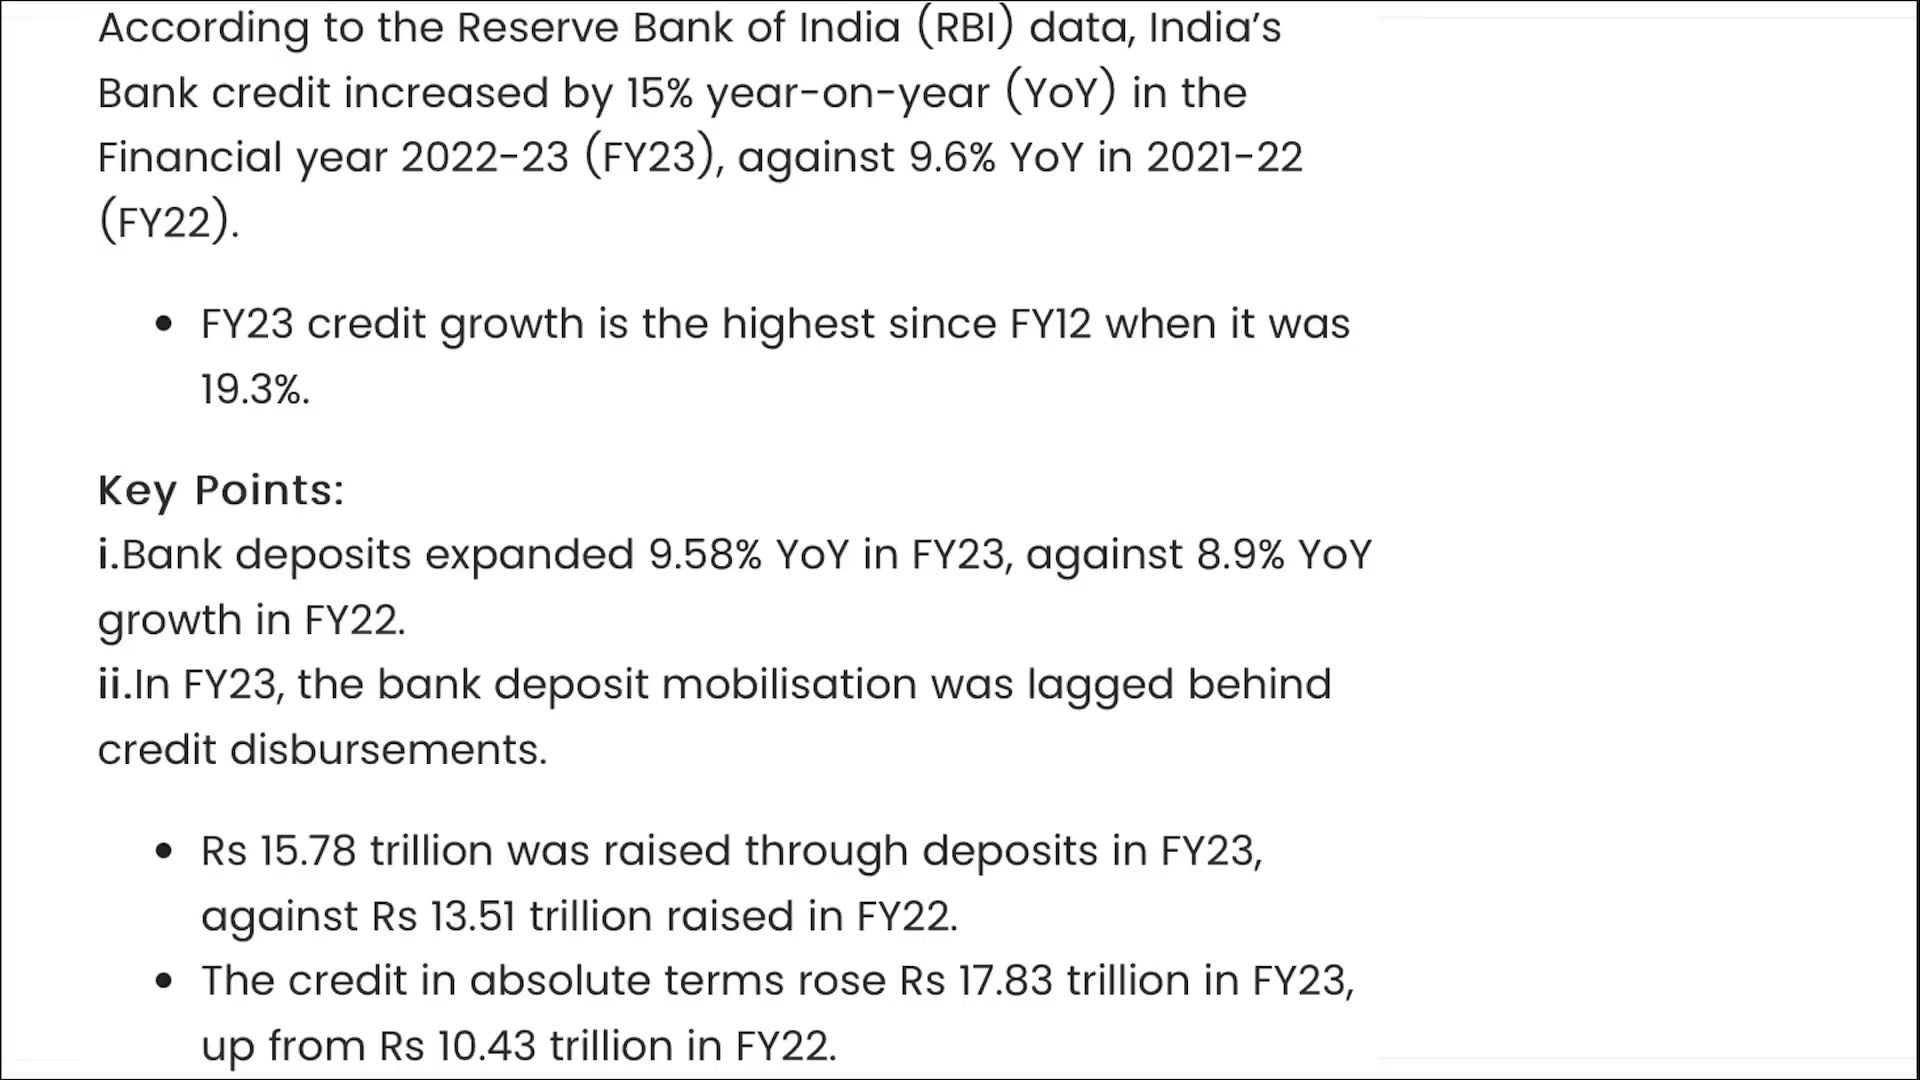 According to the Reserve Bank of India (RBI) data, India’s
Bank credit increased by 15% year-on-year (YoY) in the
Financial year 2022-23 (FY23), against 9.6% YoY in 2021-22
(FY22).
• FY23 credit growth is the highest since FY12 when it was
19.3%.
Key Points:
i.Bank deposits expanded 9.58% YoY in FY23, against 8.9% YoY
growth in FY22.
ii.In FY23, the bank deposit mobilisation was lagged behind
credit disbursements.
• Rs 15.78 trillion was raised through deposits in FY23,
against Rs 13.51 trillion raised in FY22.
• The credit in absolute terms rose Rs 17.83 trillion in FY23,
up from Rs 10.43 trillion in FY22.